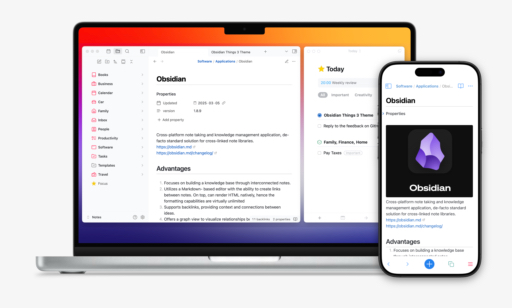 Obsidian
Obsidian Things 3 Theme
Software
Applications
Obsidian
Books
Business
Calendar
Car
Family
Inbox
People
Productivity
Software
Tasks
Templates
Travel
Focus
Notes
Obsidian
Properties
Updated
version
1.8.9
Add property
Cross-platform note taking and knowledge management application, de-
facto standard solution for cross-linked note libraries.
https://obsidian.md
https://obsidian.md/changelog/
Advantages
Focuses on building a knowledge base through interconnected notes.
Utilizes a Markdown- based editor with the ability to create links
between notes. On top, can render HTML natively, hence the
formatting capabilities are virtually unlimited
Supports backlinks, providing context and connections between
ideas
Offers a graph view to visualize relationships
Today
Weekly review
All
Important
Creativity
Obsidian Things 3 Theme
Reply to the feedback on
Family, Finance, Home
Pay Taxes
Software
Applications
Obsidian
Properties
Obsidian
Cross-platform note taking and knowledge
management application, de-facto standard
solution for cross-linked note libraries.
https://obsidian.md
https://obsidian.md/changelog/
Advantages
Focuses on building a knowledge base